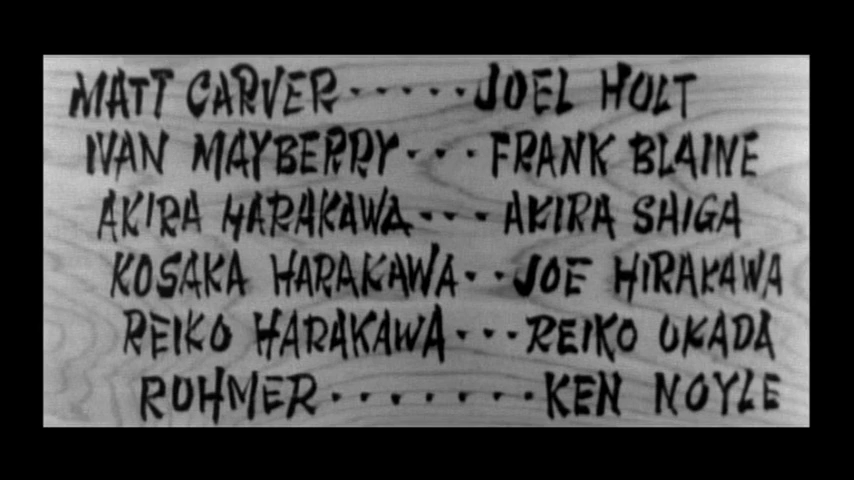 MATT CARVER.....JOEL HOLT
IVAN MAYBERRY...FRANK BLAINE
AKIRA HARAKAWA...AKIRA SHIGA
KOSAKA HARAKAWA..JOE HIRAKAWA
REIKO HARAKAWA...REIKO OKADA
ROHMER.......KEN NOYLE